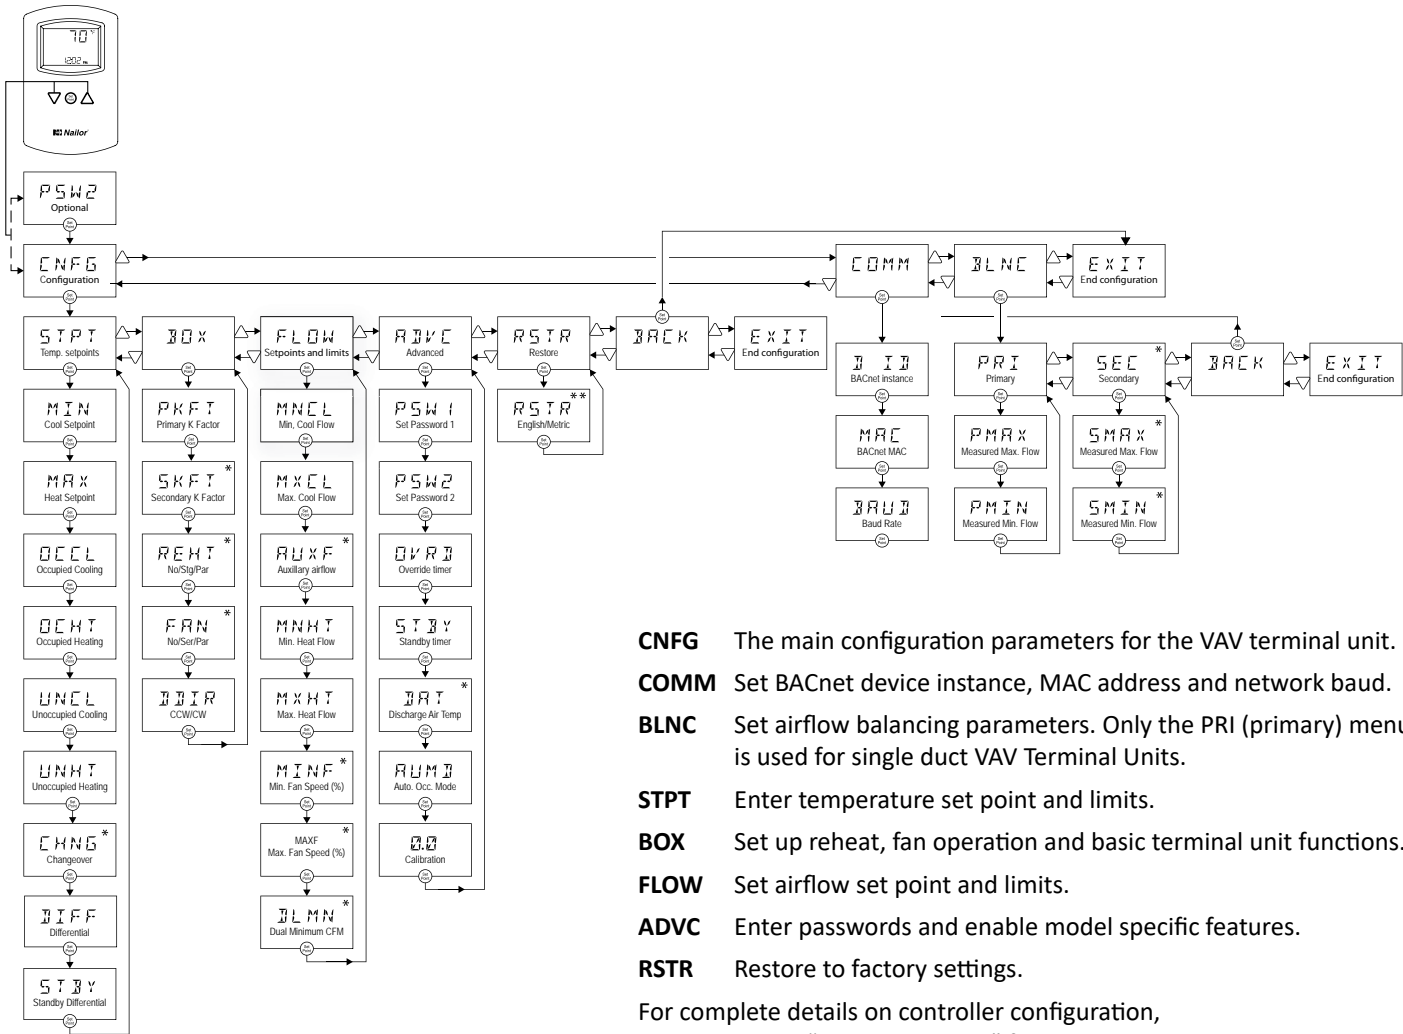 70 °F
12:02 PM
Nailor
PSW2
Optional
Set Point
CNFG
Configuration
COMM
BLNC
EXIT
End configuration
STPT
Temp. setpoints
BOX
FLOW
Setpoints and limits
ADVC
Advanced
RSTR
Restore
BACK
EXIT
End configuration
MIN
Cool Setpoint
MAX
Heat Setpoint
OCCL
Occupied Cooling
OCHT
Occupied Heating
UNCL
Unoccupied Cooling
UNHT
Unoccupied Heating
CHNG *
Changeover
DIFF
Differential
STBY
Standby Differential
PKFT
Primary K Factor
SKFT *
Secondary K Factor
REHT *
No/Stg/Par
FAN *
No/Ser/Par
DDIR
CCW/CW
MNCL
Min, Cool Flow
MXCL
Max. Cool Flow
AUXF *
Auxillary airflow
MNHT
Min. Heat Flow
MXHT
Max. Heat Flow
MINF *
Min. Fan Speed (%)
MAXF *
Max. Fan Speed (%)
DLMN *
Dual Minimum CFM
PSW1
Set Password 1
PSW2
Set Password 2
OVRD
Override timer
STBY
Standby timer
DAT *
Discharge Air Temp
AUMD
Auto. Occ. Mode
0.0
Calibration
RSTR **
English/Metric
D ID
BACnet instance
MAC
BACnet MAC
BAUD
Baud Rate
PRI
Primary
SEC *
Secondary
BACK
EXIT
End configuration
PMAX
Measured Max. Flow
PMIN
Measured Min. Flow
SMAX *
Measured Max. Flow
SMIN *
Measured Min. Flow
CNFG The main configuration parameters for the VAV terminal unit.
COMM Set BACnet device instance, MAC address and network baud.
BLNC Set airflow balancing parameters. Only the PRI (primary) menu
is used for single duct VAV Terminal Units.
STPT Enter temperature set point and limits.
BOX Set up reheat, fan operation and basic terminal unit functions.
FLOW Set airflow set point and limits.
ADVC Enter passwords and enable model specific features.
RSTR Restore to factory settings.
For complete details on controller configuration,